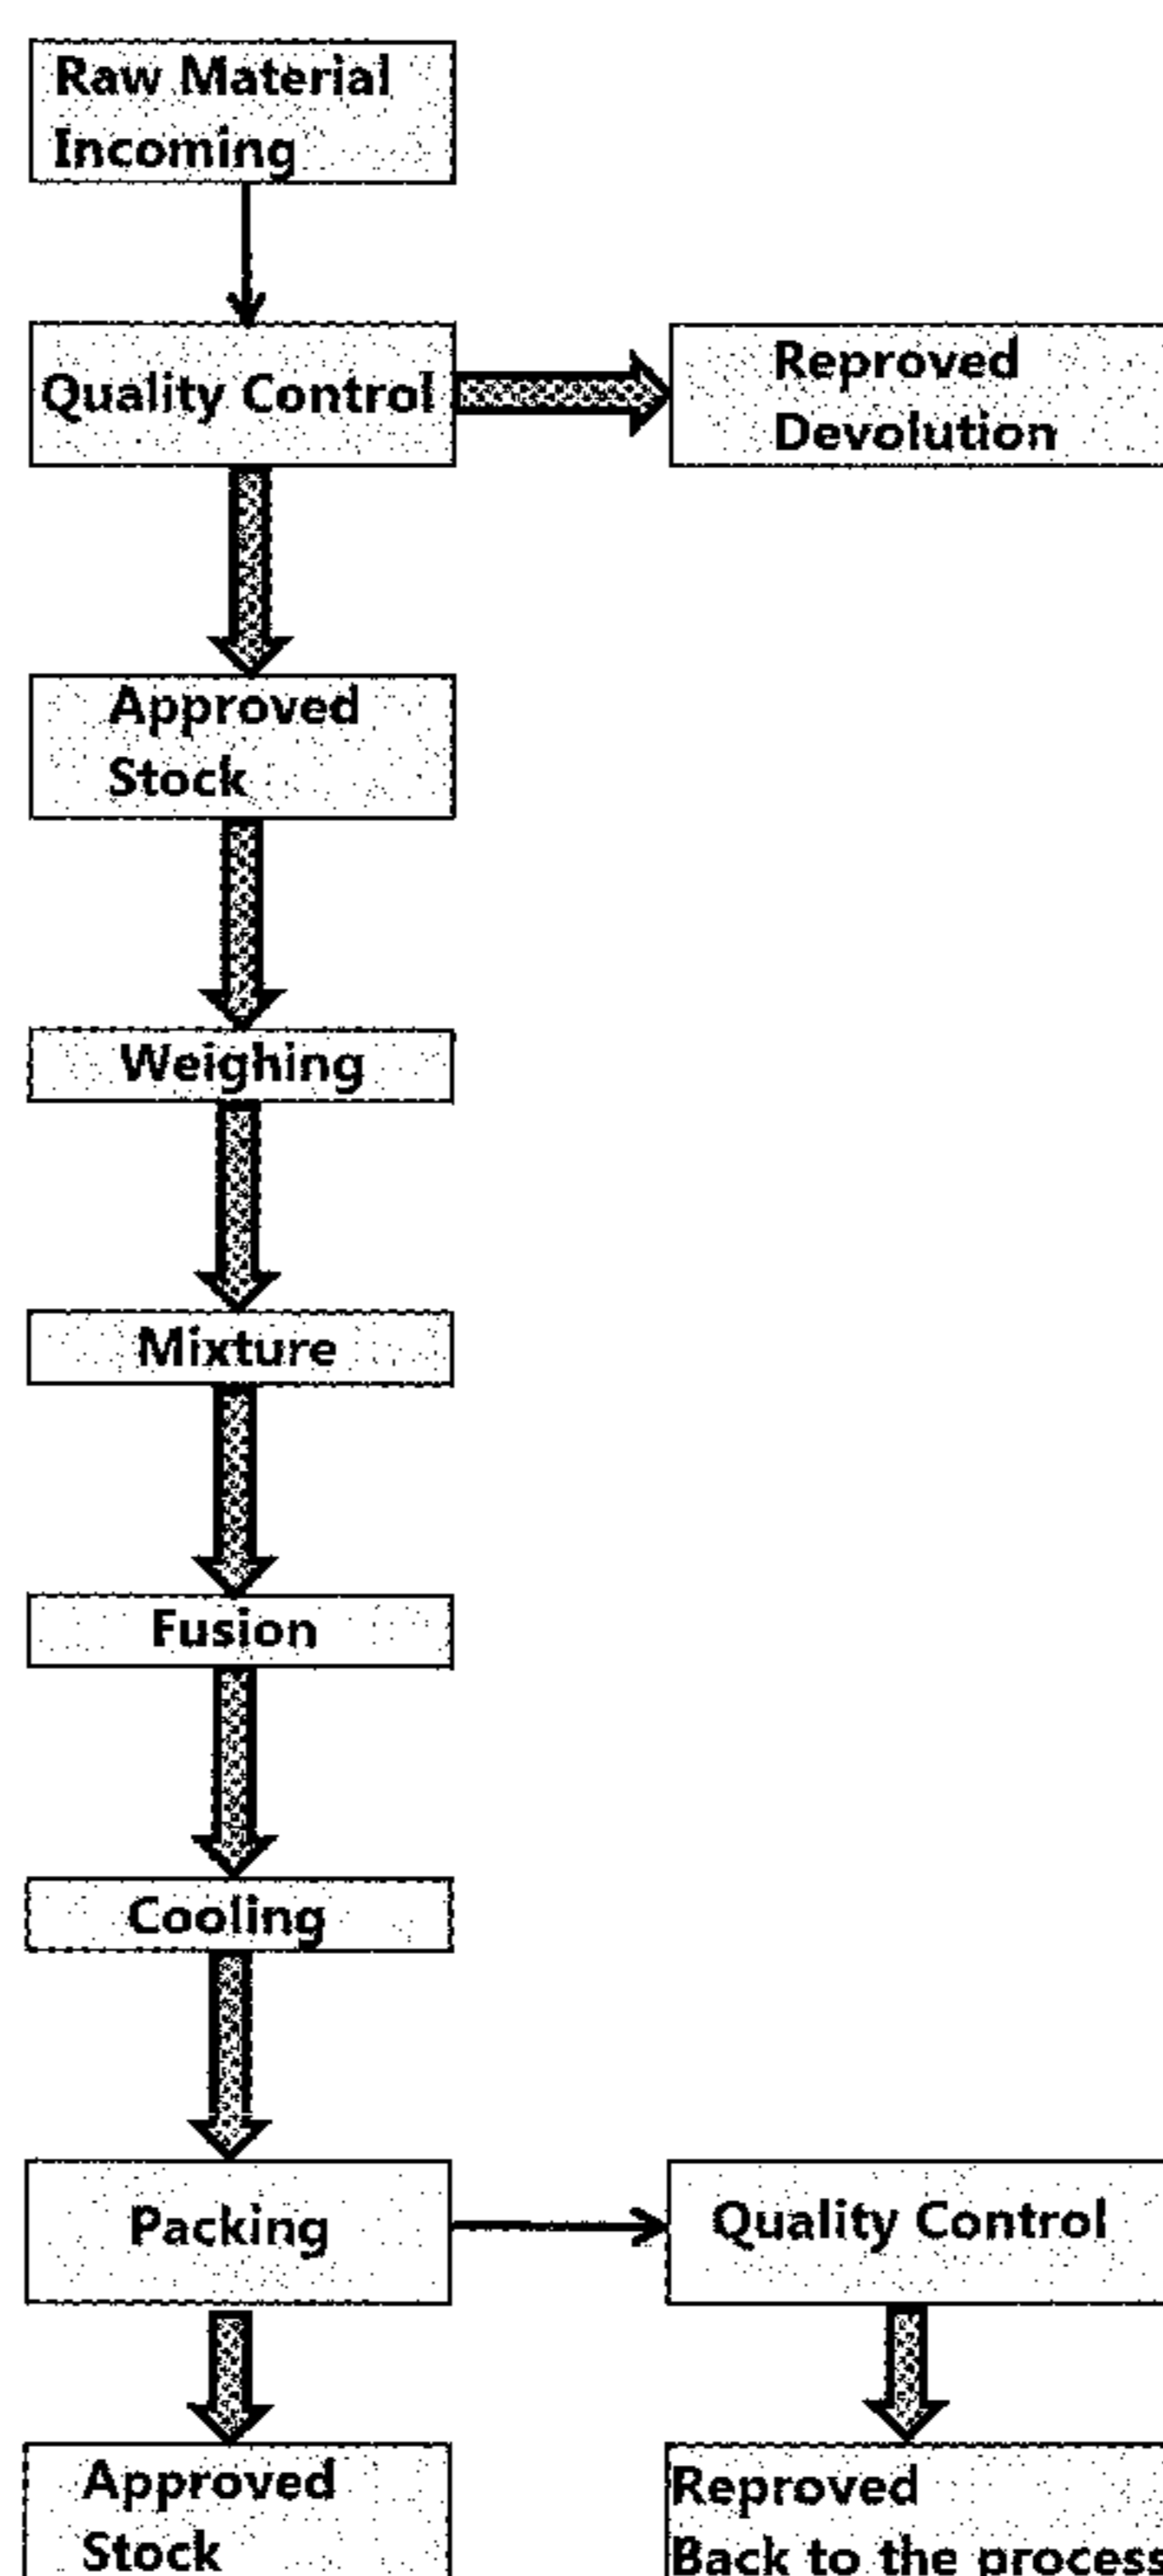 Raw Material
Incoming
Quality Control
Reproved
Devolution
Approved
Stock
Weighing
Mixture
Fusion
Cooling
Packing
Quality Control
Approved
Stock
Reproved
Back to the process